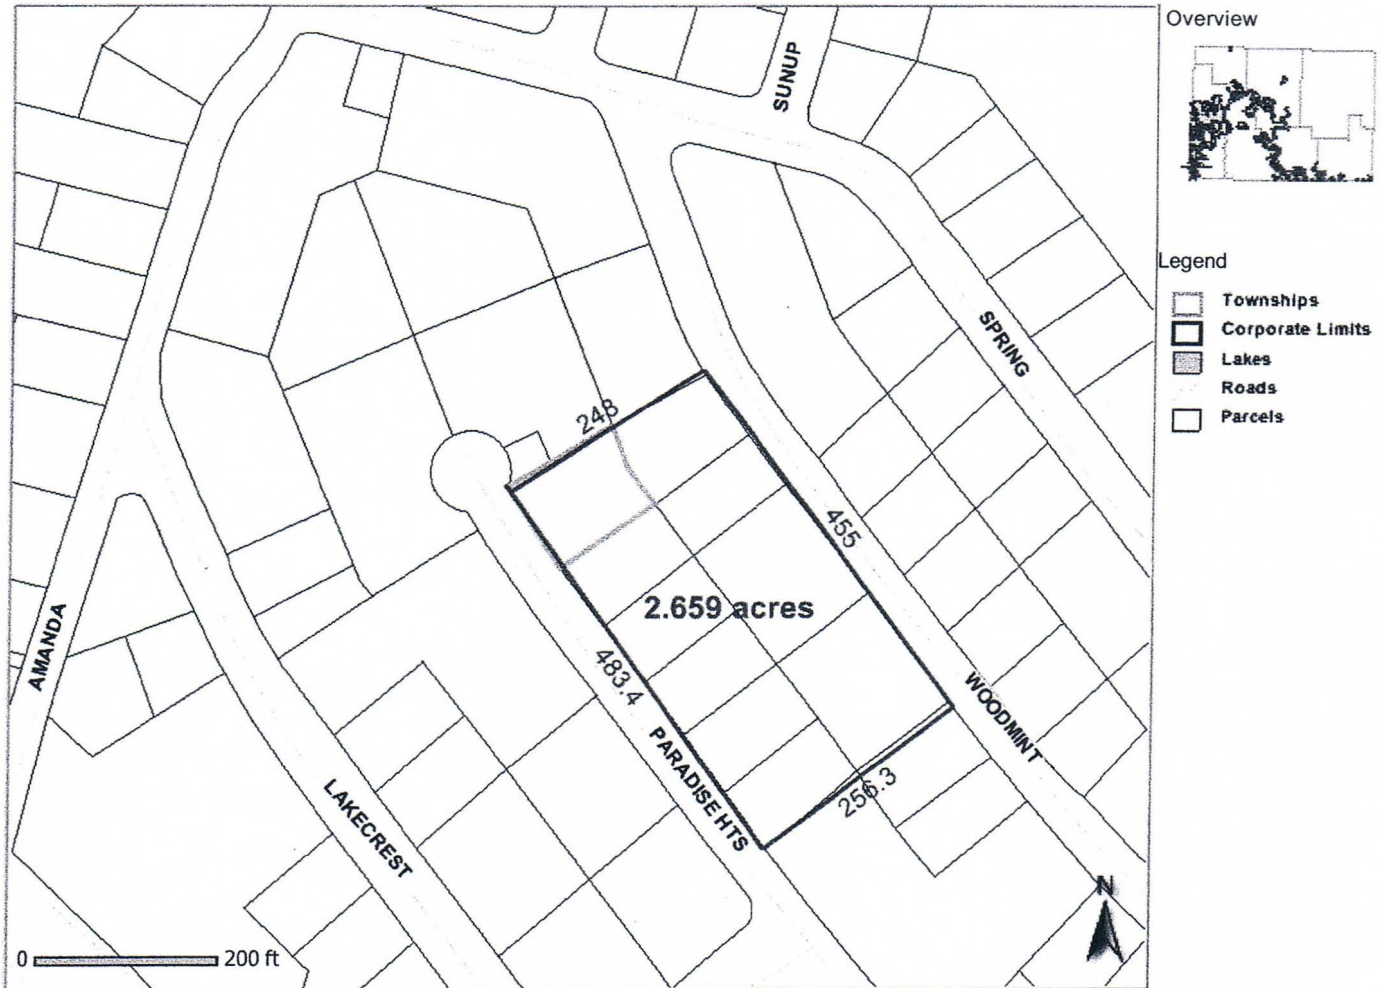 Overview
SUNUP
Legend
Townships
Corporate Limits
Lakes
Roads
Parcels
SPRING
248
455
2.659 acres
AMANDA
483.4
WOODMINT
PARADISE HTS
256.3
LAKECREST
N
0 200 ft